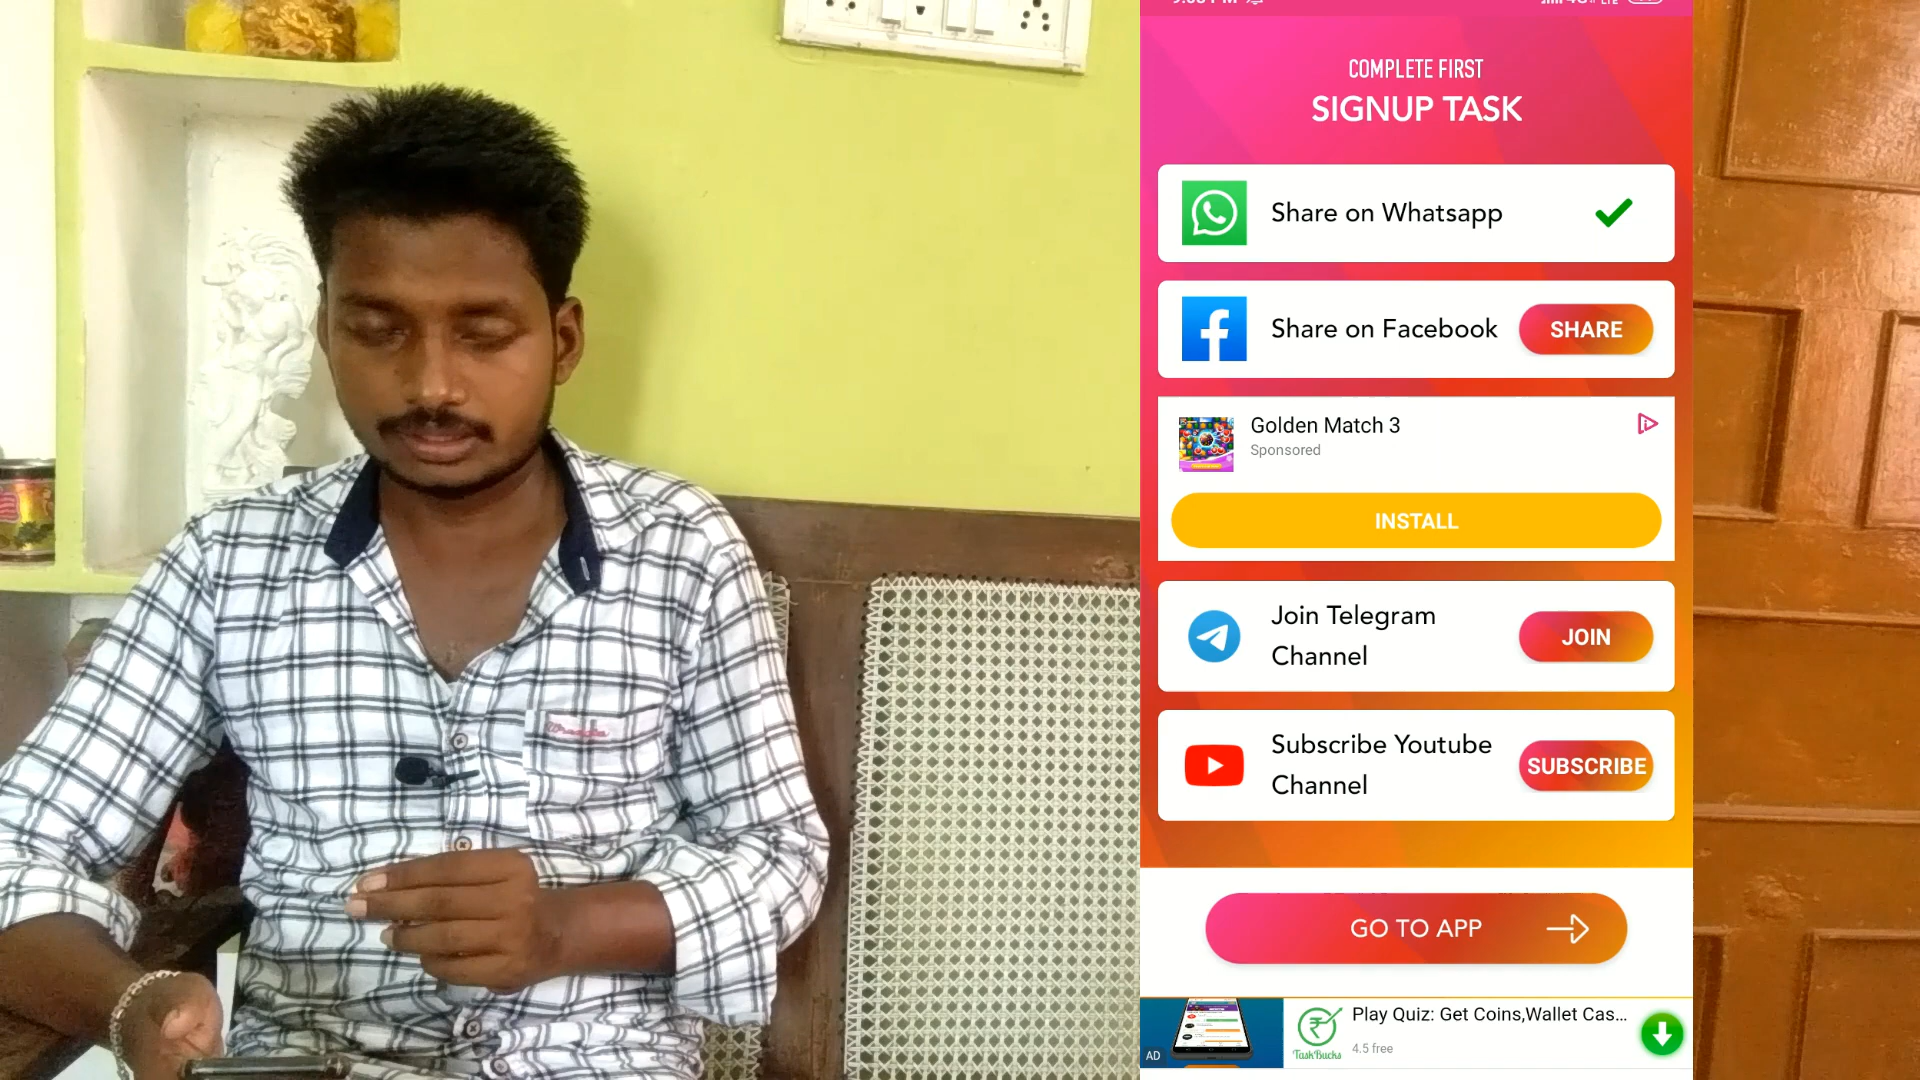 COMPLETE FIRST
SIGNUP TASK
Share on Whatsapp
Share on Facebook
SHARE
Golden Match 3
Sponsored
INSTALL
Join Telegram
Channel
JOIN
Subscribe Youtube
Channel
SUBSCRIBE
GO TO APP
Play Quiz: Get Coins,Wallet Cas...
4.5 free
TaskBucks
AD